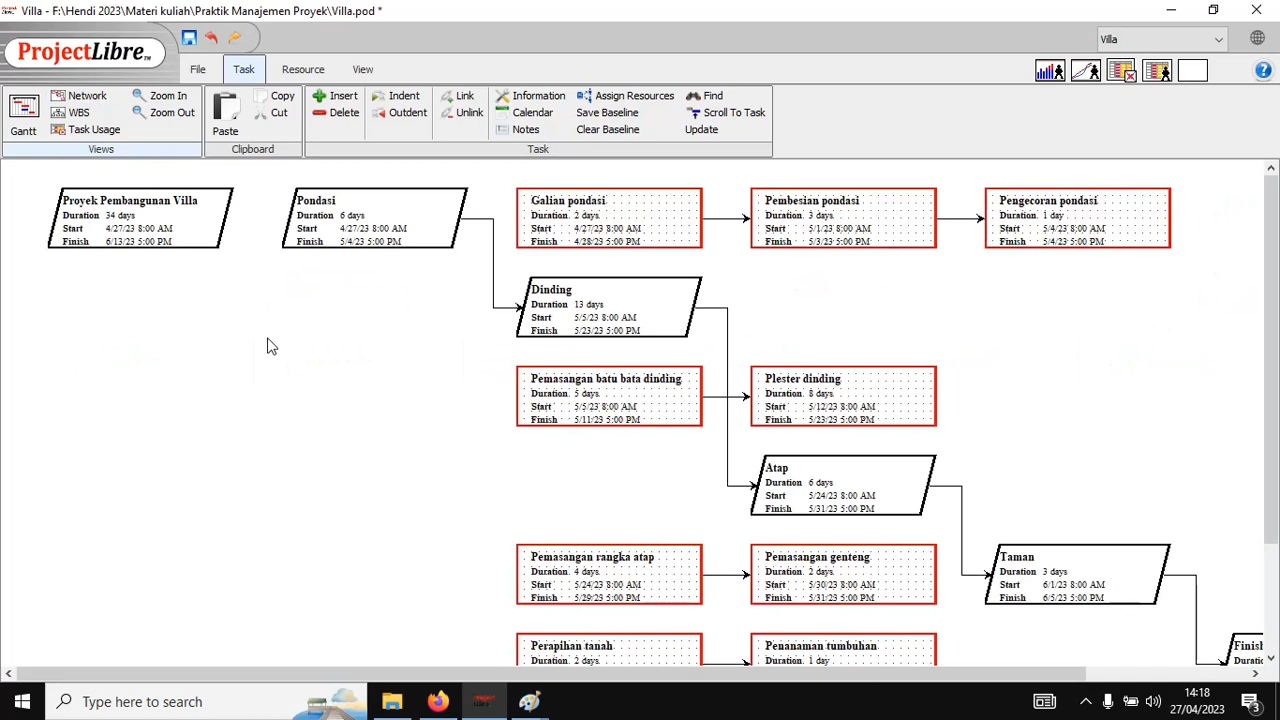 Villa - F:\Hendi 2023\Materi kuliah\Praktik Manajemen Proyek\Villa.pod *
ProjectLibre™
Villa
File Task Resource View
Gantt
Network
WBS
Task Usage
Zoom In
Zoom Out
Views
Paste
Copy
Cut
Clipboard
Insert
Delete
Indent
Outdent
Link
Unlink
Information
Calendar
Notes
Assign Resources
Save Baseline
Clear Baseline
Find
Scroll To Task
Update
Task
Proyek Pembangunan Villa
Duration 34 days
Start 4/27/23 8:00 AM
Finish 6/13/23 5:00 PM
Pondasi
Duration 6 days
Start 4/27/23 8:00 AM
Finish 5/4/23 5:00 PM
Galian pondasi
Duration 2 days
Start 4/27/23 8:00 AM
Finish 4/28/23 5:00 PM
Pembesian pondasi
Duration 3 days
Start 5/1/23 8:00 AM
Finish 5/3/23 5:00 PM
Pengecoran pondasi
Duration 1 day
Start 5/4/23 8:00 AM
Finish 5/4/23 5:00 PM
Dinding
Duration 13 days
Start 5/5/23 8:00 AM
Finish 5/23/23 5:00 PM
Pemasangan batu bata dinding
Duration 5 days
Start 5/5/23 8:00 AM
Finish 5/11/23 5:00 PM
Plester dinding
Duration 8 days
Start 5/12/23 8:00 AM
Finish 5/23/23 5:00 PM
Atap
Duration 6 days
Start 5/24/23 8:00 AM
Finish 5/31/23 5:00 PM
Pemasangan rangka atap
Duration 4 days
Start 5/24/23 8:00 AM
Finish 5/29/23 5:00 PM
Pemasangan genteng
Duration 2 days
Start 5/30/23 8:00 AM
Finish 5/31/23 5:00 PM
Taman
Duration 3 days
Start 6/1/23 8:00 AM
Finish 6/5/23 5:00 PM
Perapihan tanah
Duration 2 days
Penanaman tumbuhan
Duration 1 day
Finish
Type here to search
14:18
27/04/2023
3